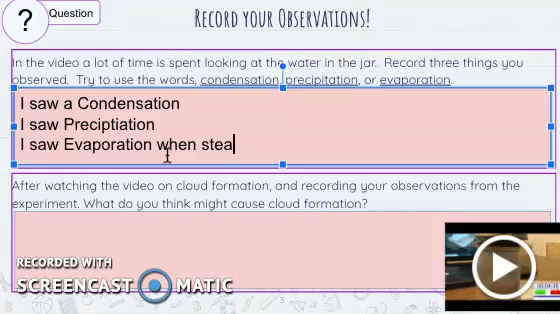 ?
Question
Record your Observations!
In the video a lot of time is spent looking at the water in the jar. Record three things you
observed. Try to use the words, condensation, precipitation, or evaporation.
I saw a Condensation
I saw Preciptiation
I saw Evaporation when stea
After watching the video on cloud formation, and recording your observations from the
experiment. What do you think might cause cloud formation?
RECORDED WITH
SCREENCAST MATIC
5